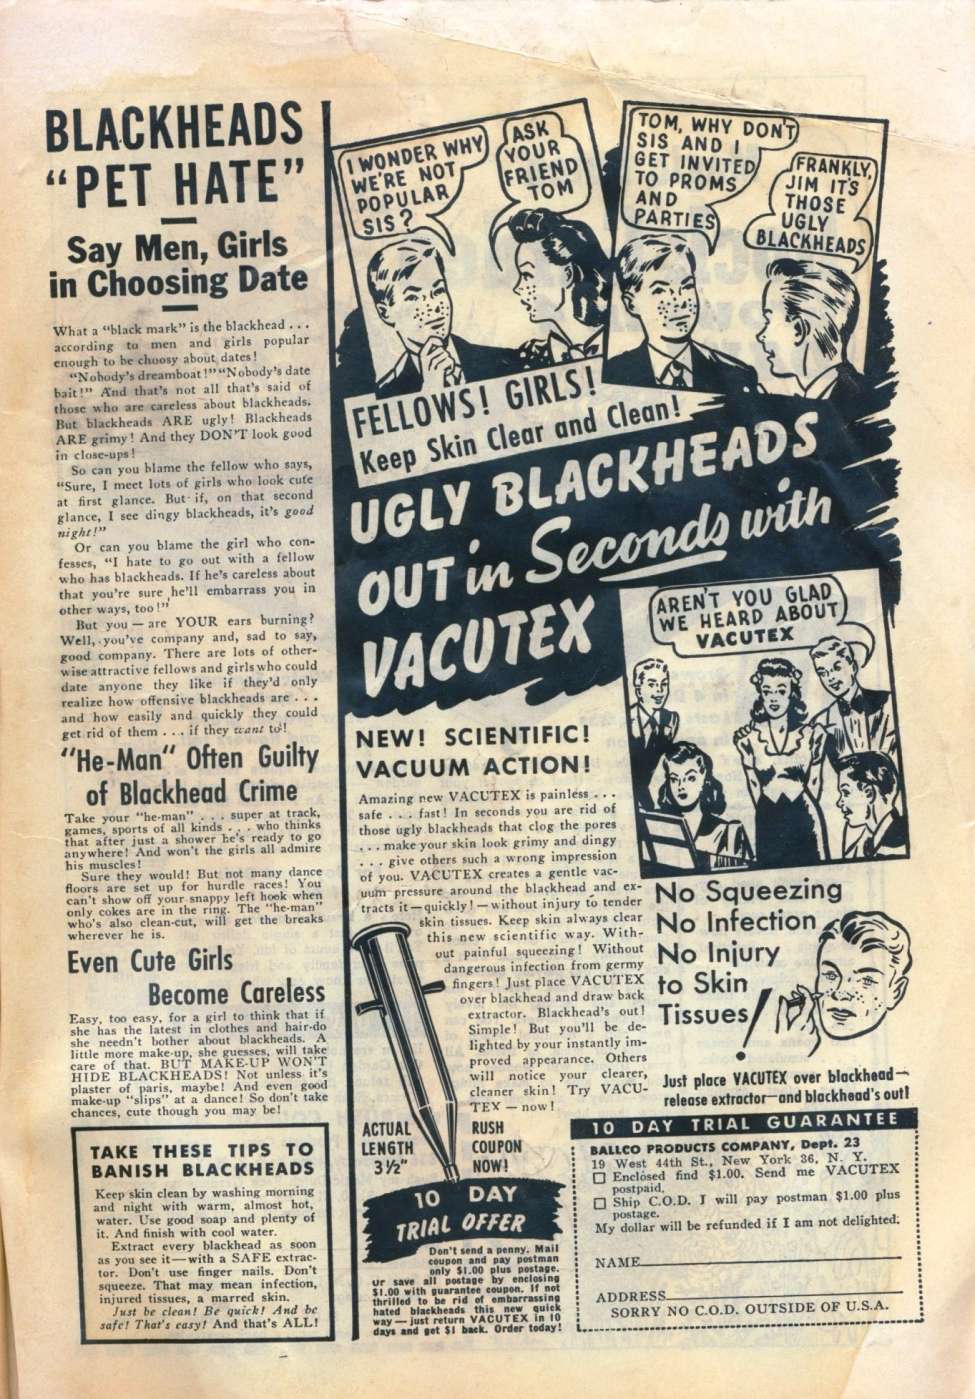 BLACKHEADS
"PET HATE"
Say Men, Girls
in Choosing Date
What a "black mark" is the blackhead . . .
according to men and girls popular
enough to be choosy about dates!
"Nobody's dreamboat!" "Nobody's date
bait!" And that's not all that's said of
those who are careless about blackheads.
But blackheads ARE ugly! Blackheads
ARE grimy! And they DON'T look good
in close-ups!
So can you blame the fellow who says,
"Sure, I meet lots of girls who look cute
at first glance. But if, on that second
glance, I see dingy blackheads, it's good
night!"
Or can you blame the girl who con-
fesses, "I hate to go out with a fellow
who has blackheads. If he's careless about
that you're sure he'll embarrass you in
other ways, too!"
But you — are YOUR ears burning?
Well, you've company and, sad to say,
good company. There are lots of other-
wise attractive fellows and girls who could
date anyone they like if they'd only
realize how offensive blackheads are . . .
and how easily and quickly they could
get rid of them . . . if they want to!
"He-Man" Often Guilty
of Blackhead Crime
Take your "he-man" . . . super at track,
games, sports of all kinds . . . who thinks
that after just a shower he's ready to go
anywhere! And won't the girls all admire
his muscles!
Sure they would! But not many dance
floors are set up for hurdle races! You
can't show off your snappy left hook when
only cokes are in the ring. The "he-man"
who's also clean-cut, will get the breaks
wherever he is.
Even Cute Girls
Become Careless
Easy, too easy, for a girl to think that if
she has the latest in clothes and hair-do
she needn't bother about blackheads. A
little more make-up, she guesses, will take
care of that. BUT MAKE-UP WON'T
HIDE BLACKHEADS! Not unless it's
plaster of paris, maybe! And even good
make-up "slips" at a dance! So don't take
chances, cute though you may be!
TAKE THESE TIPS TO
BANISH BLACKHEADS
Keep skin clean by washing morning
and night with warm, almost hot,
water. Use good soap and plenty of
it. And finish with cool water.
Extract every blackhead as soon
as you see it — with a SAFE extrac-
tor. Don't use finger nails. Don't
squeeze. That may mean infection,
injured tissues, a marred skin.
Just be clean! Be quick! And be
safe! That's easy! And that's ALL!
I WONDER WHY
WE'RE NOT
POPULAR
SIS?
ASK
YOUR
FRIEND
TOM
TOM, WHY DON'T
SIS AND I
GET INVITED
TO PROMS
AND
PARTIES
FRANKLY,
JIM IT'S
THOSE
UGLY
BLACKHEADS
FELLOWS! GIRLS!
Keep Skin Clear and Clean!
UGLY BLACKHEADS
OUT in Seconds with
VACUTEX
AREN'T YOU GLAD
WE HEARD ABOUT
VACUTEX
NEW! SCIENTIFIC!
VACUUM ACTION!
Amazing new VACUTEX is painless . . .
safe . . . fast! In seconds you are rid of
those ugly blackheads that clog the pores
. . . make your skin look grimy and dingy
. . . give others such a wrong impression
of you. VACUTEX creates a gentle vac-
uum pressure around the blackhead and ex-
tracts it — quickly! — without injury to tender
skin tissues. Keep skin always clear
this new scientific way. With-
out painful squeezing! Without
dangerous infection from germy
fingers! Just place VACUTEX
over blackhead and draw back
extractor. Blackhead's out!
Simple! But you'll be de-
lighted by your instantly im-
proved appearance. Others
will notice your clearer,
cleaner skin! Try VACU-
TEX — now!
ACTUAL
LENGTH
3 ½"
RUSH
COUPON
NOW!
10 DAY
TRIAL OFFER
Don't send a penny. Mail
coupon and pay postman
only $1.00 plus postage.
or save all postage by enclosing
$1.00 with guarantee coupon. If not
thrilled to be rid of embarrassing
hated blackheads this new quick
way — just return VACUTEX in 10
days and get $1 back. Order today!
No Squeezing
No Infection
No Injury
to Skin
Tissues!
Just place VACUTEX over blackhead —
release extractor — and blackhead's out!
10 DAY TRIAL GUARANTEE
BALLCO PRODUCTS COMPANY, Dept. 23
19 West 44th St., New York 36, N. Y.
□ Enclosed find $1.00. Send me VACUTEX
postpaid.
□ Ship C.O.D. I will pay postman $1.00 plus
postage.
My dollar will be refunded if I am not delighted.
NAME
ADDRESS
SORRY NO C.O.D. OUTSIDE OF U.S.A.